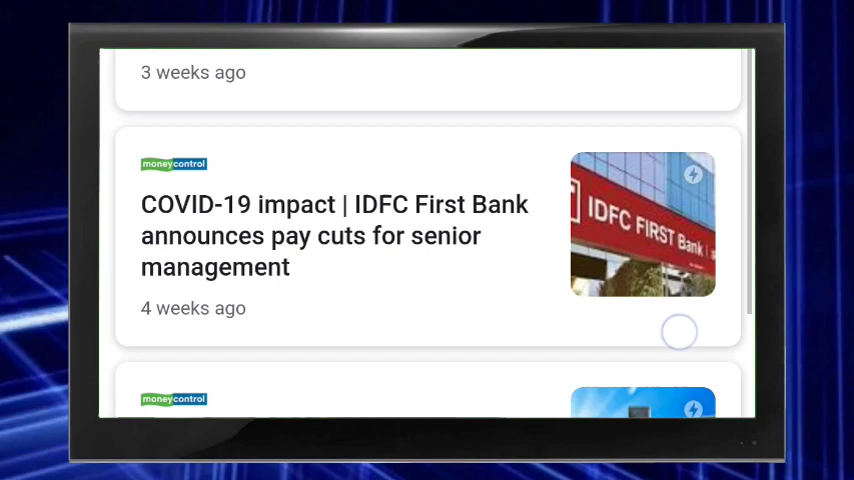 3 weeks ago
moneycontrol
COVID-19 impact | IDFC First Bank
announces pay cuts for senior
management
4 weeks ago
IDFC FIRST Bank
moneycontrol